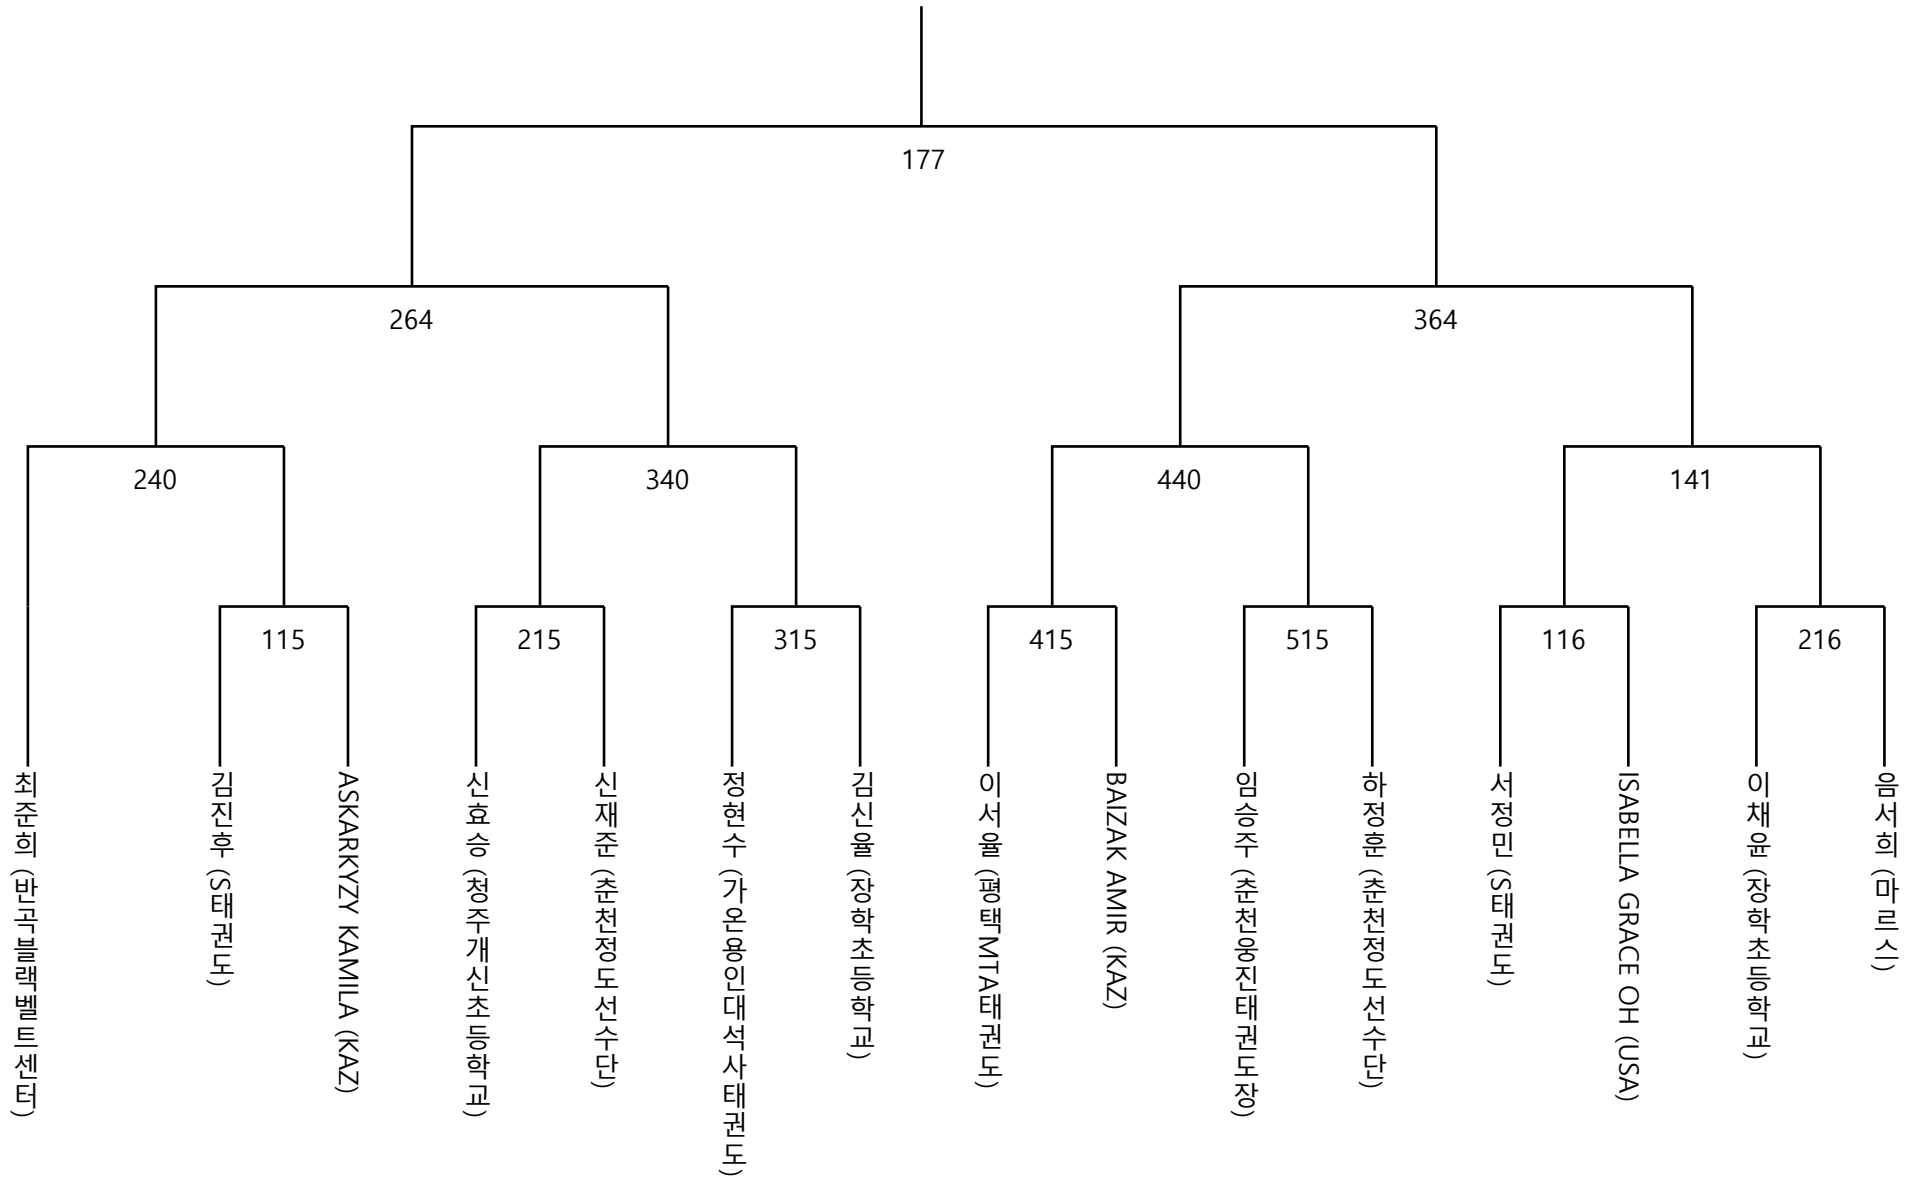 177
264
364
240
340
440
141
115
215
315
415
515
116
216
최준희 (반곡블랙벨트센터)
김진후 (S태권도)
ASKARKYZY KAMILA (KAZ)
신효승 (청주개신초등학교)
신재준 (춘천정도선수단)
정현수 (가온용인대석사태권도)
김신율 (장학초등학교)
이서율 (평택MTA태권도)
BAIZAK AMIR (KAZ)
임승주 (춘천웅진태권도장)
하정훈 (춘천정도선수단)
서정민 (S태권도)
ISABELLA GRACE OH (USA)
이채윤 (장학초등학교)
음서희 (마르스)